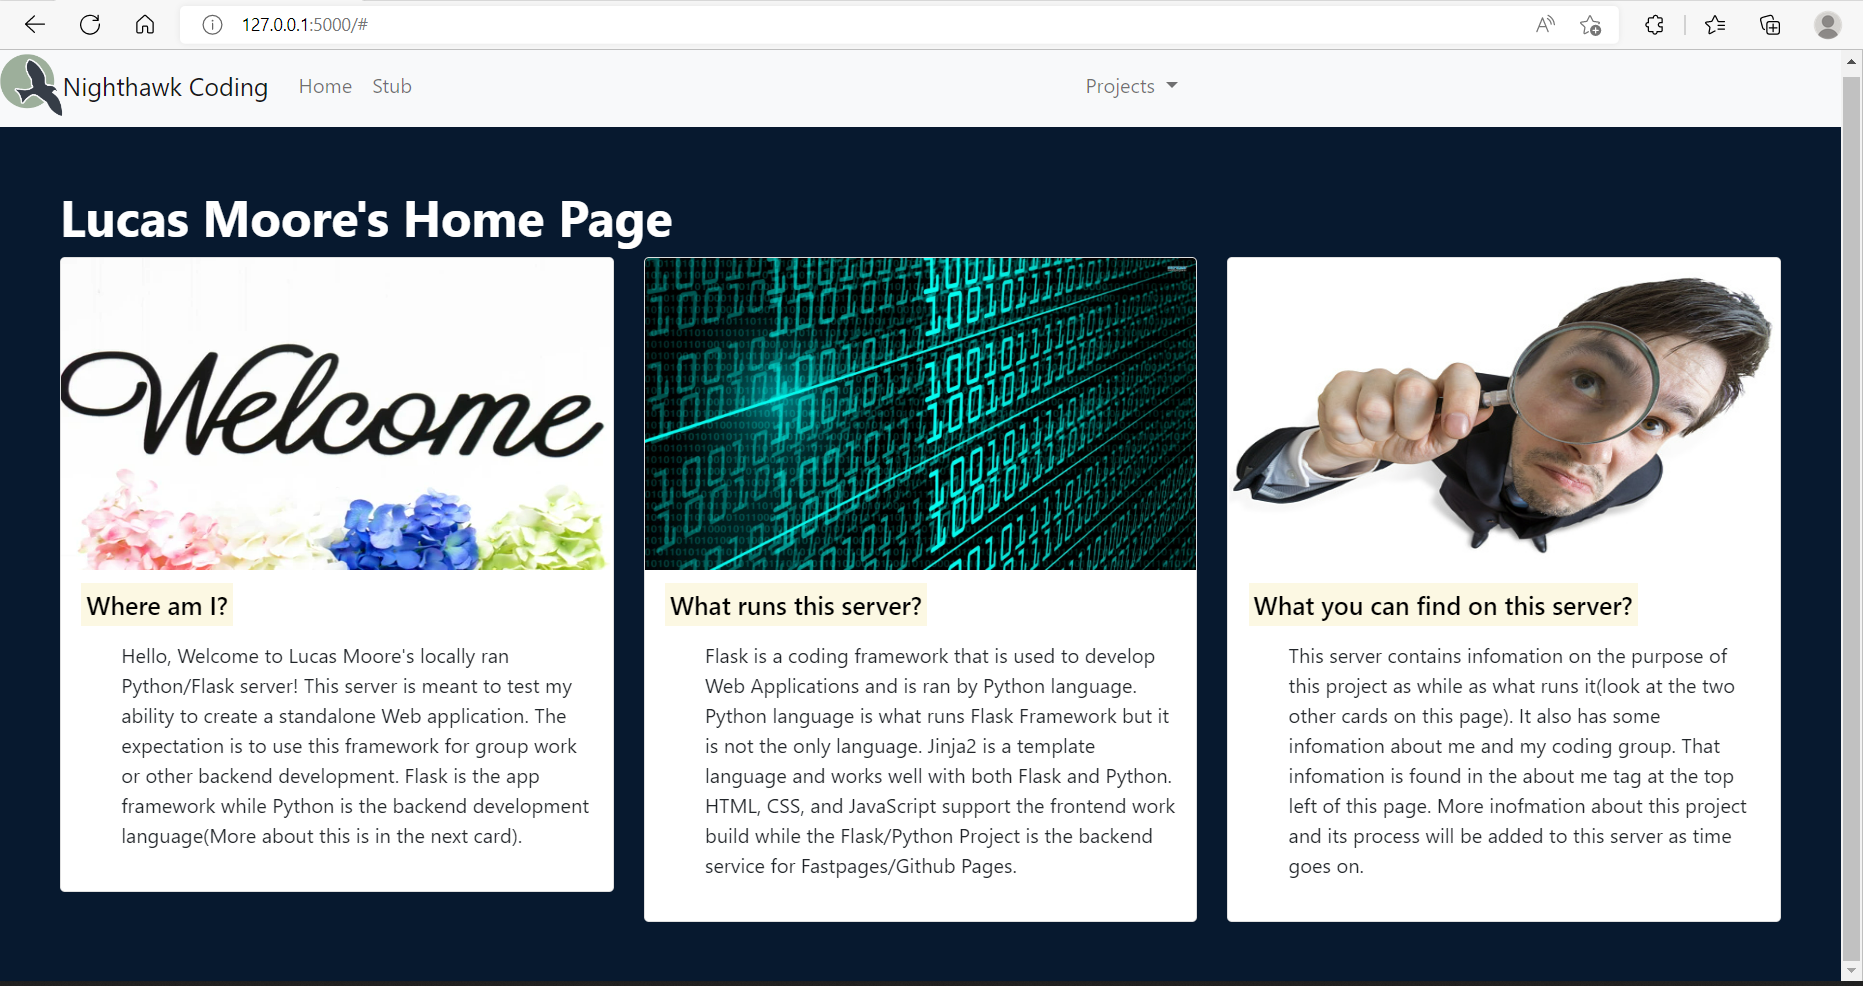 127.0.0.1:5000/#
Nighthawk Coding
Home
Stub
Projects
Lucas Moore's Home Page
Welcome
Where am I?
Hello, Welcome to Lucas Moore's locally ran
Python/Flask server! This server is meant to test my
ability to create a standalone Web application. The
expectation is to use this framework for group work
or other backend development. Flask is the app
framework while Python is the backend development
language(More about this is in the next card).
What runs this server?
Flask is a coding framework that is used to develop
Web Applications and is ran by Python language.
Python language is what runs Flask Framework but it
is not the only language. Jinja2 is a template
language and works well with both Flask and Python.
HTML, CSS, and JavaScript support the frontend work
build while the Flask/Python Project is the backend
service for Fastpages/Github Pages.
What you can find on this server?
This server contains infomation on the purpose of
this project as while as what runs it(look at the two
other cards on this page). It also has some
infomation about me and my coding group. That
infomation is found in the about me tag at the top
left of this page. More inofmation about this project
and its process will be added to this server as time
goes on.